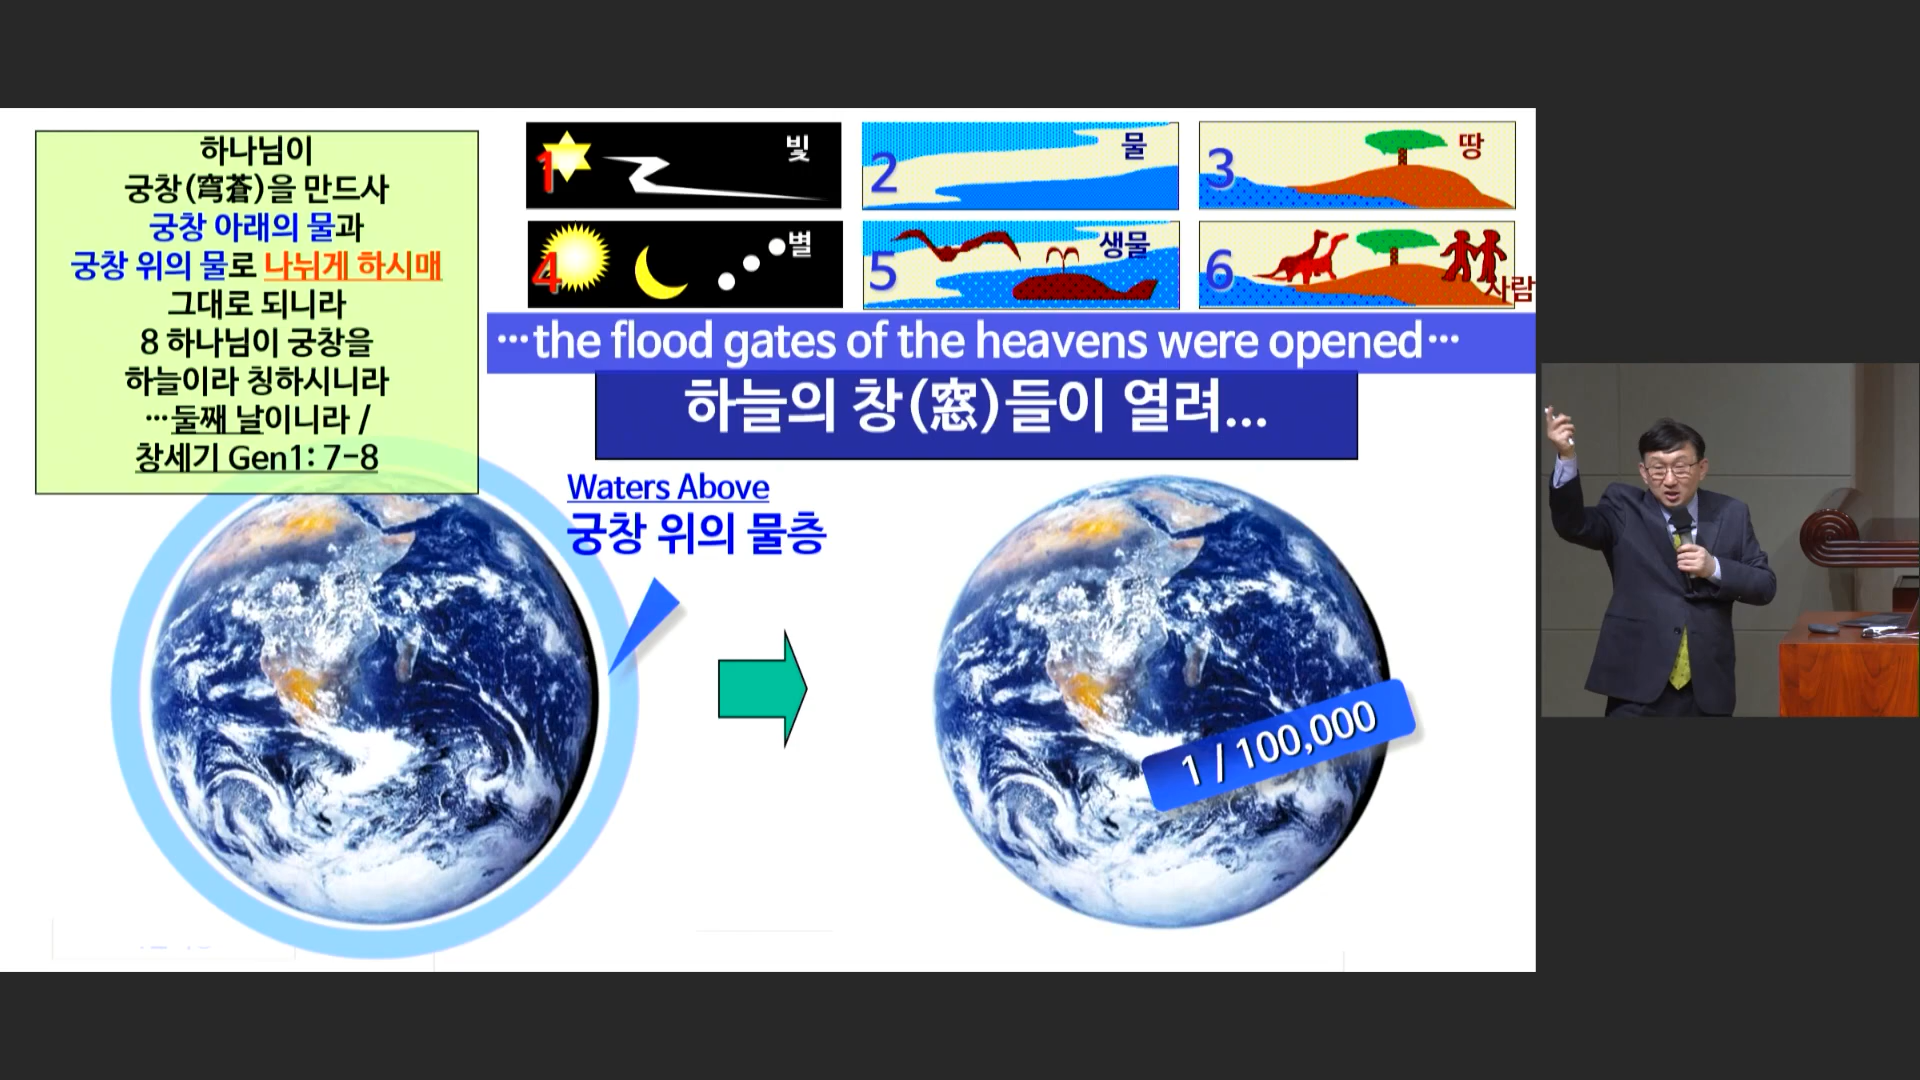 하나님이
궁창(穹蒼)을 만드사
궁창 아래의 물과
궁창 위의 물로 나뉘게 하시매
그대로 되니라
8 하나님이 궁창을
하늘이라 칭하시니라
…둘째 날이니라 /
창세기 Gen1: 7-8
1 빛
2 물
3 땅
4 별
5 생물
6 사람
…the flood gates of the heavens were opened…
하늘의 창(窓)들이 열려...
Waters Above
궁창 위의 물층
1 / 100,000